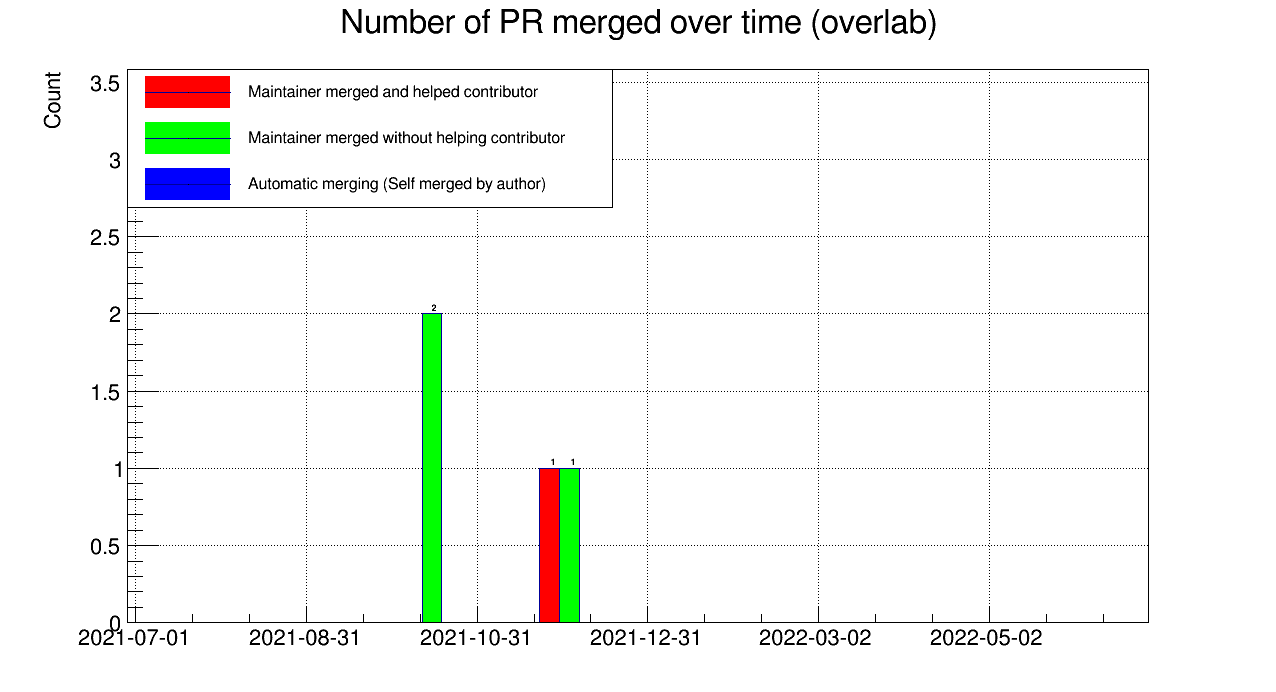 Number of PR merged over time (overlab)
Count
3.5
Maintainer merged and helped contributor
Maintainer merged without helping contributor
3
Automatic merging (Self merged by author)
2.5
2
2
1.5
1
1 1
0.5
0
2021-07-01 2021-08-31 2021-10-31 2021-12-31 2022-03-02 2022-05-02